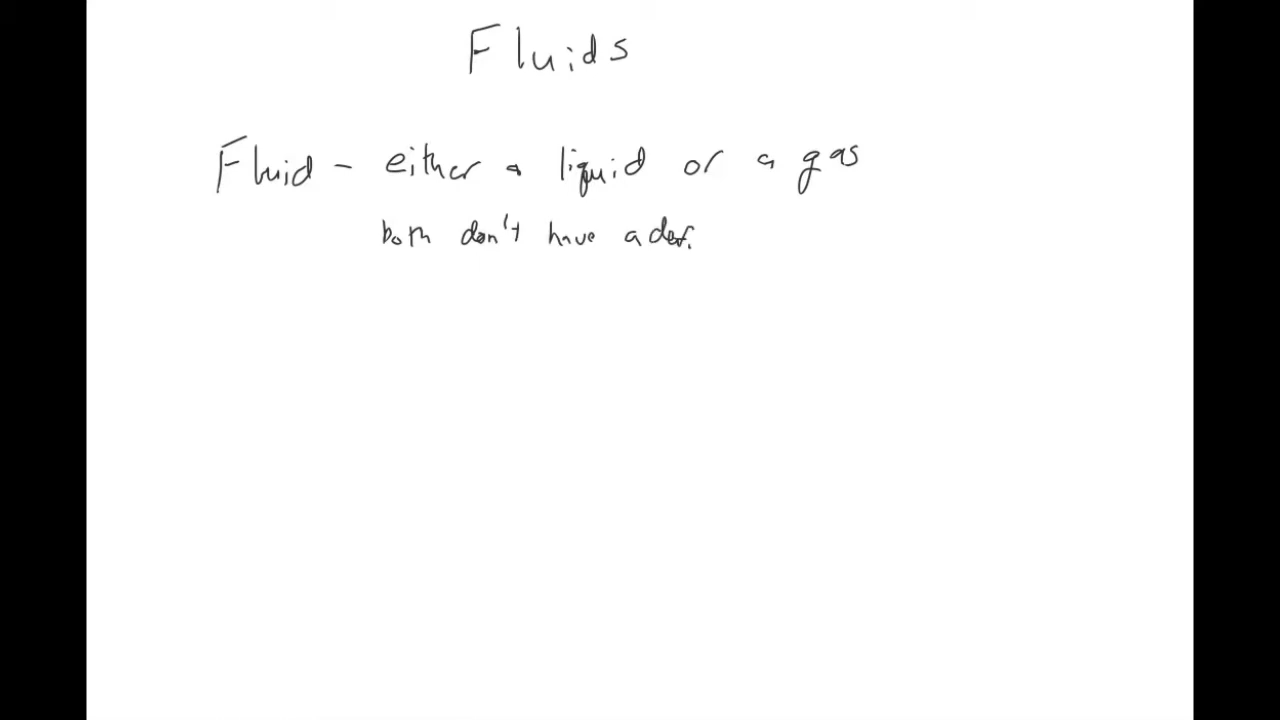 Fluids
Fluid - either a liquid or a gas
both don't have a def.